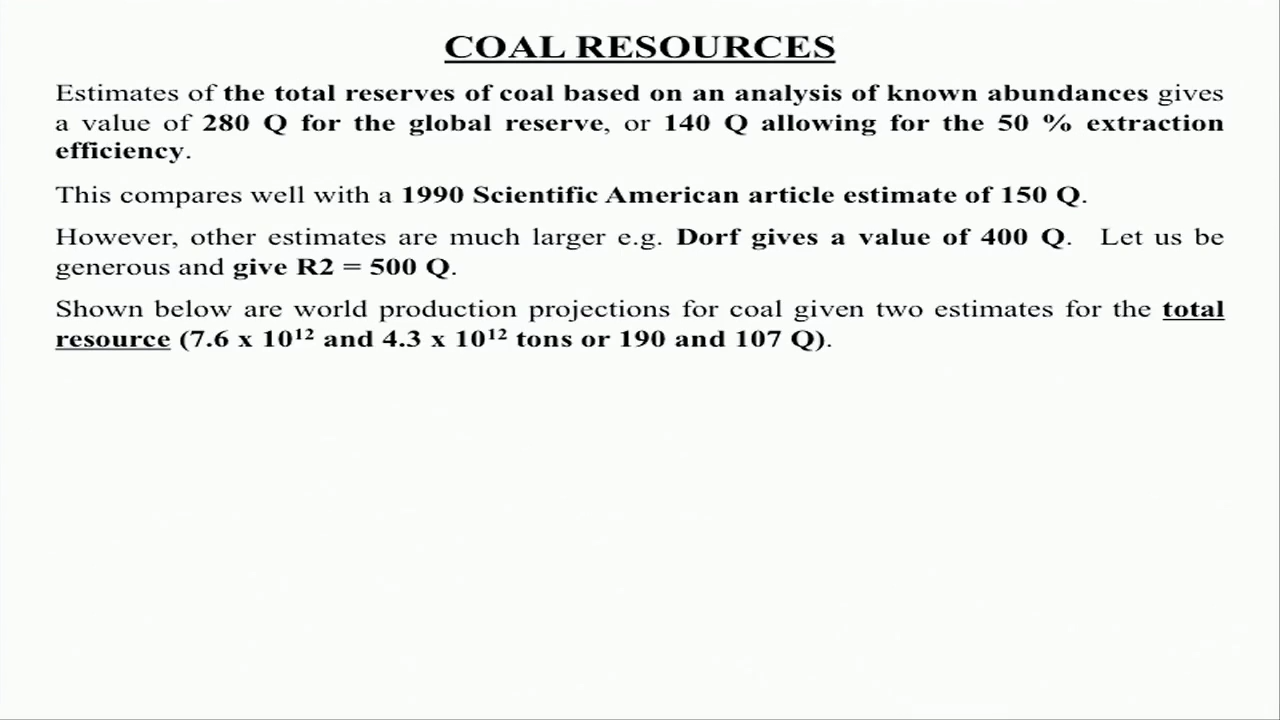 COAL RESOURCES
Estimates of the total reserves of coal based on an analysis of known abundances gives
a value of 280 Q for the global reserve, or 140 Q allowing for the 50 % extraction
efficiency.
This compares well with a 1990 Scientific American article estimate of 150 Q.
However, other estimates are much larger e.g. Dorf gives a value of 400 Q. Let us be
generous and give R2 = 500 Q.
Shown below are world production projections for coal given two estimates for the total
resource (7.6 x 10¹² and 4.3 x 10¹² tons or 190 and 107 Q).